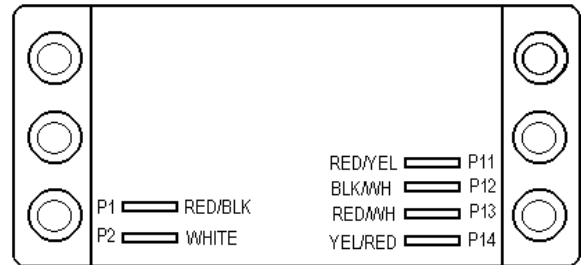 RED/YEL P11
BLK/WH P12
P1 RED/BLK
RED/WH P13
P2 WHITE
YEL/RED P14